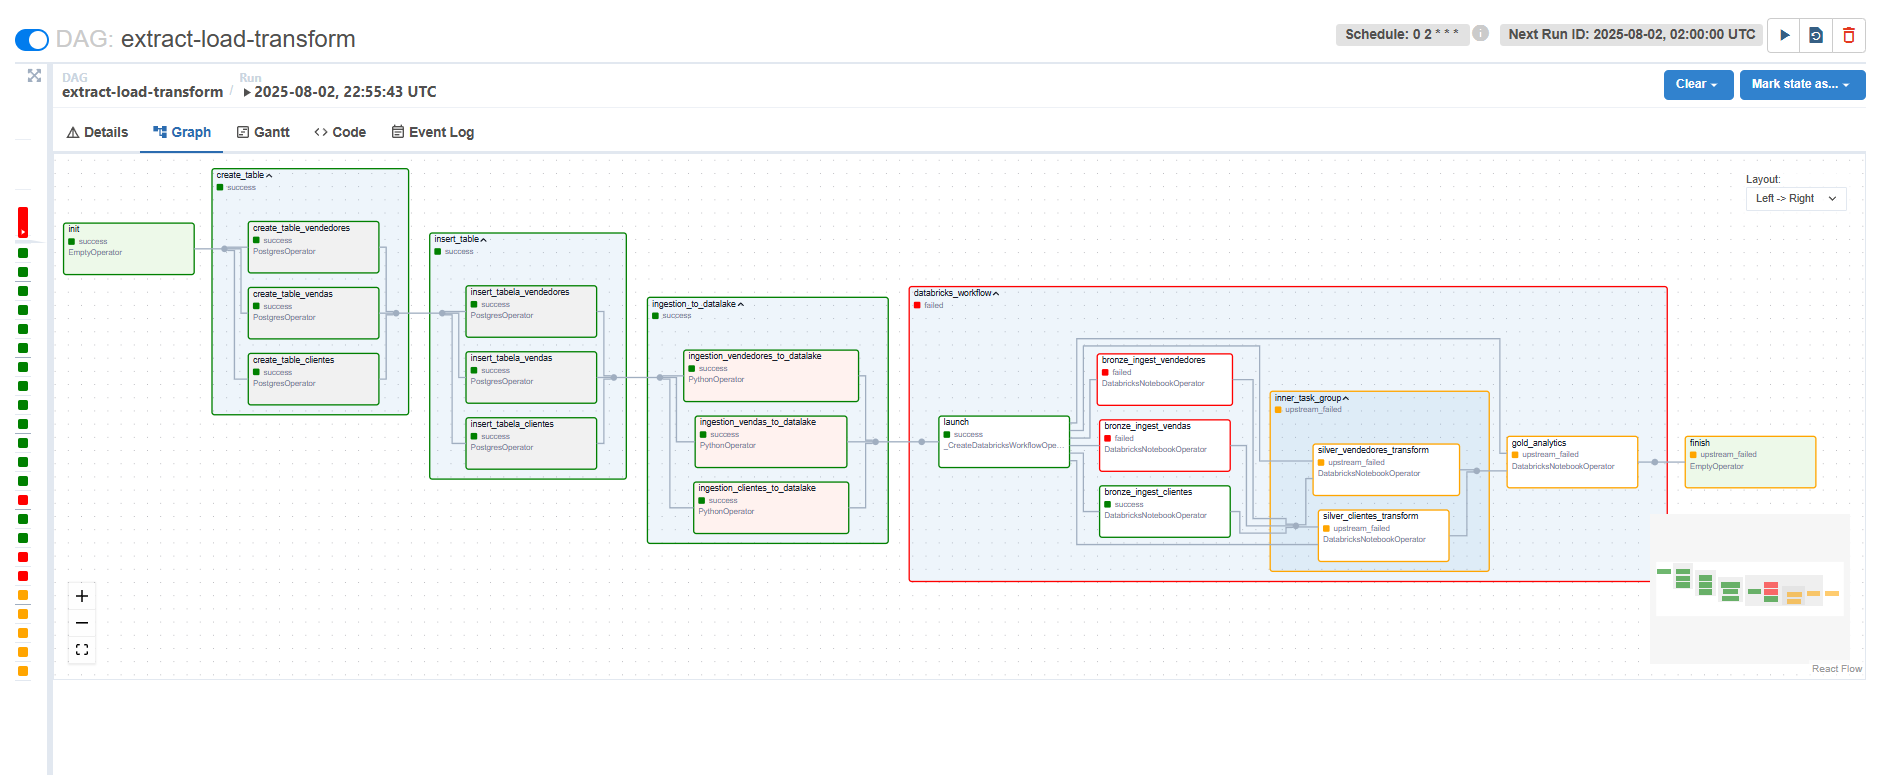 DAG: extract-load-transform
Schedule: 0 2 * * *
Next Run ID: 2025-08-02, 02:00:00 UTC
DAG
extract-load-transform
/
Run
2025-08-02, 22:55:43 UTC
Clear
Mark state as...
Details
Graph
Gantt
Code
Event Log
Layout:
Left -> Right
init
success
EmptyOperator
create_table
success
create_table_vendedores
success
PostgresOperator
create_table_vendas
success
PostgresOperator
create_table_clientes
success
PostgresOperator
insert_table
success
insert_tabela_vendedores
success
PostgresOperator
insert_tabela_vendas
success
PostgresOperator
insert_tabela_clientes
success
PostgresOperator
ingestion_to_datalake
success
ingestion_vendedores_to_datalake
success
PythonOperator
ingestion_vendas_to_datalake
success
PythonOperator
ingestion_clientes_to_datalake
success
PythonOperator
databricks_workflow
failed
launch
success
_CreateDatabricksWorkflowOpe...
bronze_ingest_vendedores
failed
DatabricksNotebookOperator
bronze_ingest_vendas
failed
DatabricksNotebookOperator
bronze_ingest_clientes
success
DatabricksNotebookOperator
inner_task_group
upstream_failed
silver_vendedores_transform
upstream_failed
DatabricksNotebookOperator
silver_clientes_transform
upstream_failed
DatabricksNotebookOperator
gold_analytics
upstream_failed
DatabricksNotebookOperator
finish
upstream_failed
EmptyOperator
React Flow